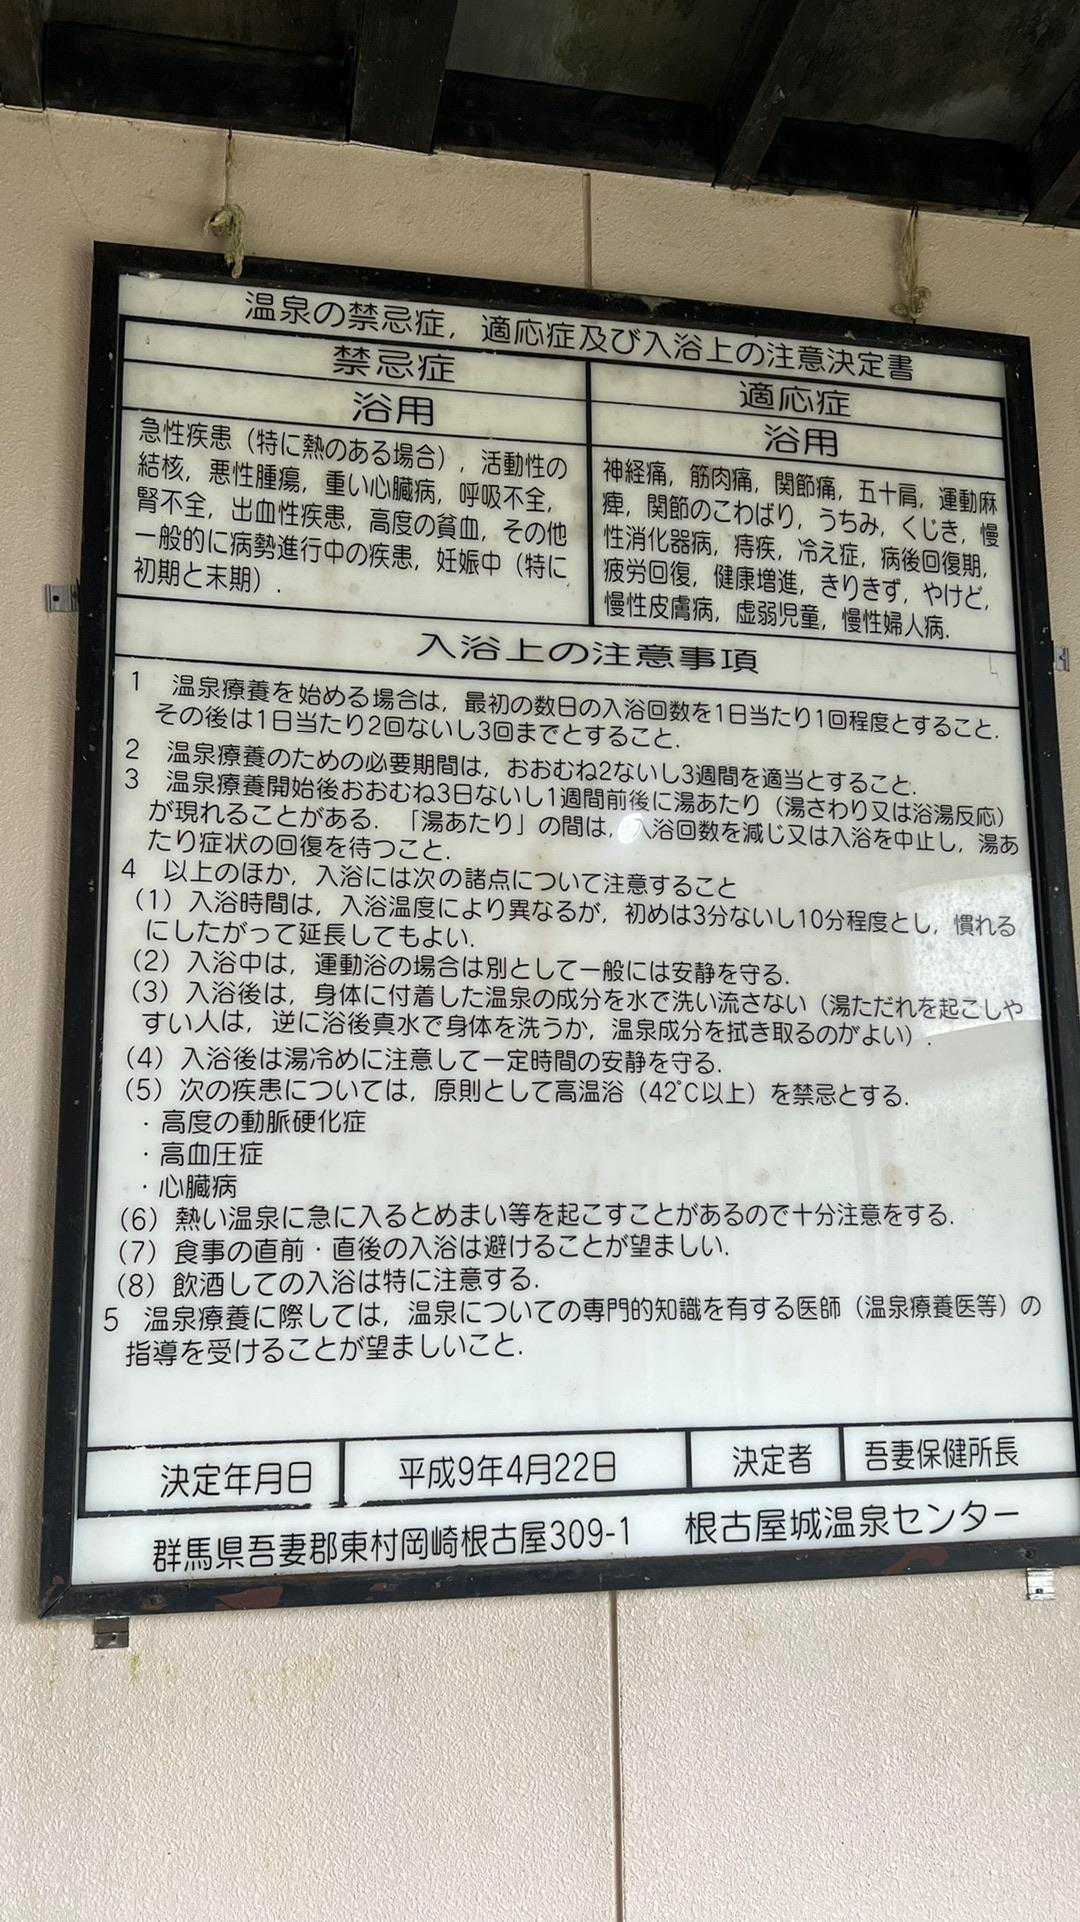 温泉の禁忌症，適応症及び入浴上の注意決定書
禁忌症
浴用
急性疾患（特に熱のある場合），活動性の
結核，悪性腫瘍，重い心臓病，呼吸不全，
腎不全，出血性疾患，高度の貧血，その他
一般的に病勢進行中の疾患，妊娠中（特に
初期と末期）．
適応症
浴用
神経痛，筋肉痛，関節痛，五十肩，運動麻
痺，関節のこわばり，うちみ，くじき，慢
性消化器病，痔疾，冷え症，病後回復期，
疲労回復，健康増進，きりきず，やけど，
慢性皮膚病，虚弱児童，慢性婦人病．
入浴上の注意事項
1　温泉療養を始める場合は，最初の数日の入浴回数を1日当たり1回程度とすること．
その後は1日当たり2回ないし3回までとすること．
2　温泉療養のための必要期間は，おおむね2ないし3週間を適当とすること．
3　温泉療養開始後おおむね3日ないし1週間前後に湯あたり（湯さわり又は浴湯反応）
が現れることがある．「湯あたり」の間は，入浴回数を減じ又は入浴を中止し，湯あ
たり症状の回復を待つこと．
4　以上のほか，入浴には次の諸点について注意すること
（1）入浴時間は，入浴温度により異なるが，初めは3分ないし10分程度とし，慣れる
にしたがって延長してもよい．
（2）入浴中は，運動浴の場合は別として一般には安静を守る．
（3）入浴後は，身体に付着した温泉の成分を水で洗い流さない（湯ただれを起こしや
すい人は，逆に浴後真水で身体を洗うか，温泉成分を拭き取るのがよい）．
（4）入浴後は湯冷めに注意して一定時間の安静を守る．
（5）次の疾患については，原則として高温浴（42℃以上）を禁忌とする．
・高度の動脈硬化症
・高血圧症
・心臓病
（6）熱い温泉に急に入るとめまい等を起こすことがあるので十分注意をする．
（7）食事の直前・直後の入浴は避けることが望ましい．
（8）飲酒しての入浴は特に注意する．
5　温泉療養に際しては，温泉についての専門的知識を有する医師（温泉療養医等）の
指導を受けることが望ましいこと．
決定年月日　平成9年4月22日　決定者　吾妻保健所長
群馬県吾妻郡東村岡崎根古屋309-1　根古屋城温泉センター